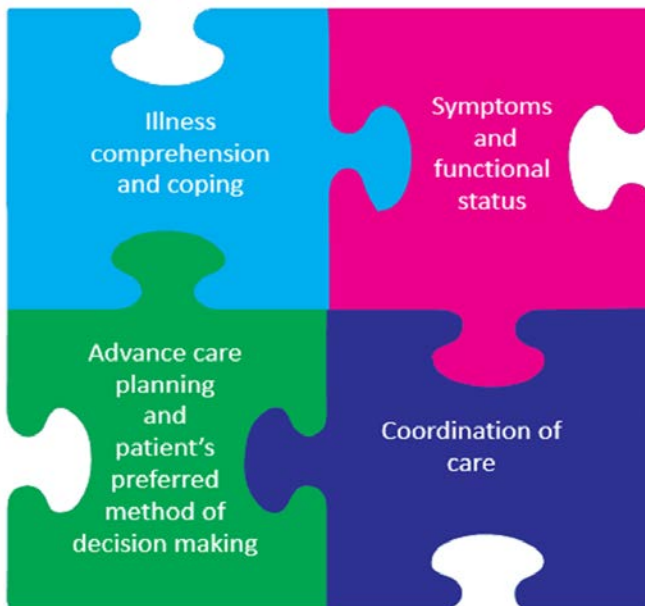 Illness
comprehension
and coping
Symptoms
and
functional
status
Advance care
planning
and
patient's
preferred
method of
decision making
Coordination of
care